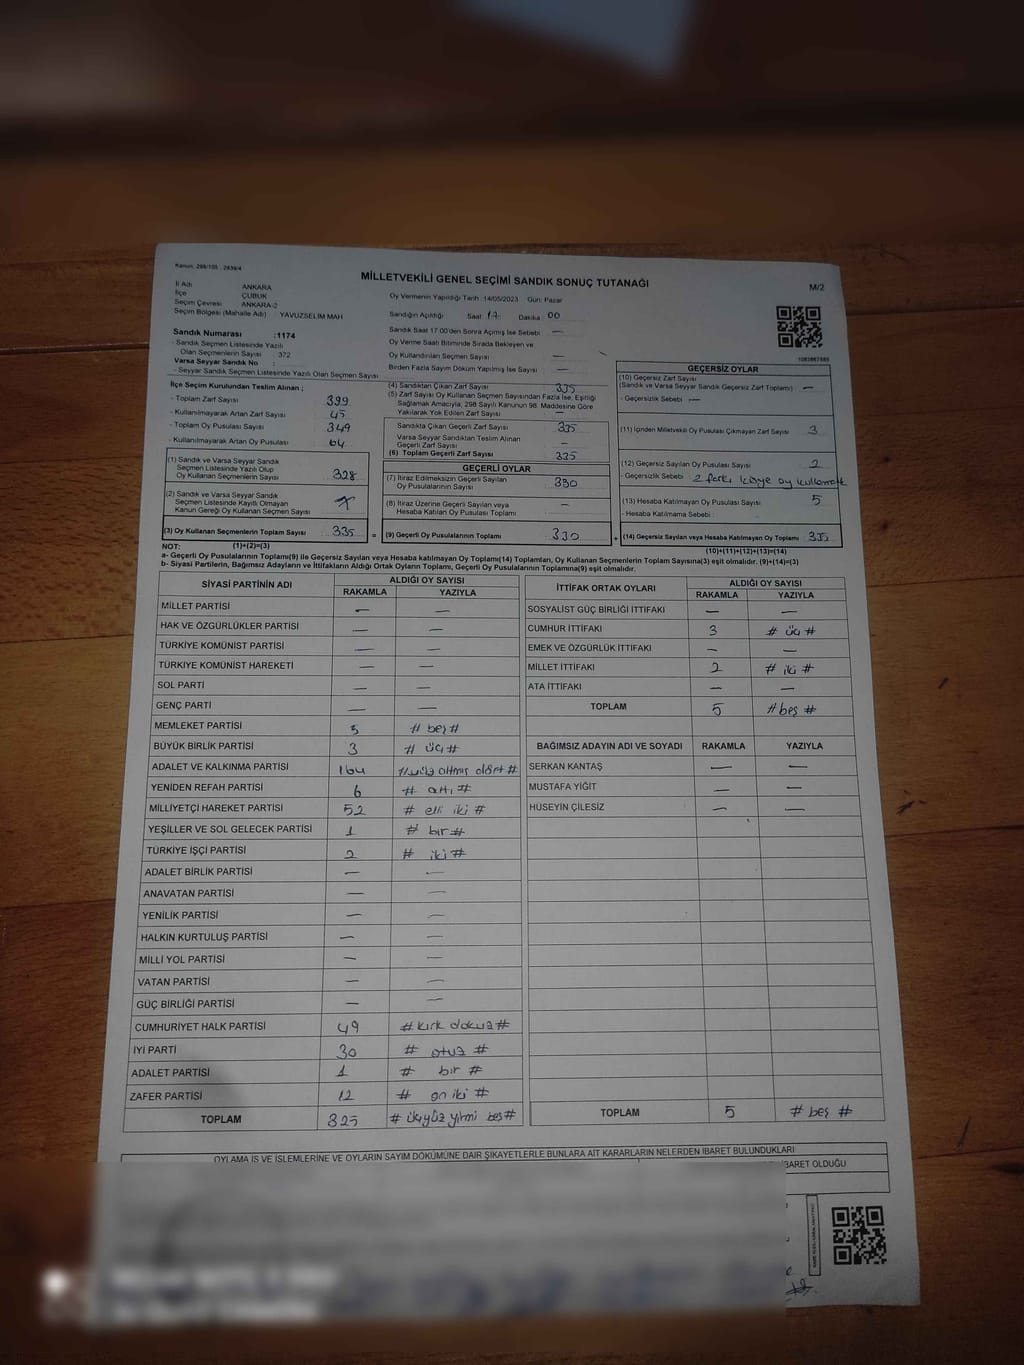 Kanun: 298/105 , 2839/4
MİLLETVEKİLİ GENEL SEÇİMİ SANDIK SONUÇ TUTANAĞI
M/2
İl Adı ANKARA
İlçe ÇUBUK
Seçim Çevresi ANKARA-2
Seçim Bölgesi (Mahalle Adı) : YAVUZSELİM MAH
Sandık Numarası :1174
- Sandık Seçmen Listesinde Yazılı
Olan Seçmenlerin Sayısı : 372
Varsa Seyyar Sandık No :
- Seyyar Sandık Seçmen Listesinde Yazılı Olan Seçmen Sayısı
Oy Vermenin Yapıldığı Tarih :14/05/2023 Gün: Pazar
Sandığın Açıldığı Saat: 17 Dakika: 00
Sandık Saat 17.00'den Sonra Açımış İse Sebebi : —
Oy Verme Saati Bitiminde Sırada Bekleyen ve
Oy Kullandırılan Seçmen Sayısı : —
Birden Fazla Sayım Döküm Yapılmış İse Sayısı : —
1083867889
İlçe Seçim Kurulundan Teslim Alınan ;
- Toplam Zarf Sayısı : 399
- Kullanılmayarak Artan Zarf Sayısı : 45
- Toplam Oy Pusulası Sayısı : 349
- Kullanılmayarak Artan Oy Pusulası : 64
(1) Sandık ve Varsa Seyyar Sandık
Seçmen Listesinde Yazılı Olup
Oy Kullanan Seçmenlerin Sayısı : 328
(2) Sandık ve Varsa Seyyar Sandık
Seçmen Listesinde Kayıtlı Olmayan
Kanun Gereği Oy Kullanan Seçmen Sayısı : 7
(3) Oy Kullanan Seçmenlerin Toplam Sayısı : 335 =
(4) Sandıktan Çıkan Zarf Sayısı : 335
(5) Zarf Sayısı Oy Kullanan Seçmen Sayısından Fazla İse, Eşitliği
Sağlamak Amacıyla, 298 Sayılı Kanunun 98. Maddesine Göre
Yakılarak Yok Edilen Zarf Sayısı : —
Sandıkta Çıkan Geçerli Zarf Sayısı : 335
Varsa Seyyar Sandıktan Teslim Alınan
Geçerli Zarf Sayısı : —
(6) Toplam Geçerli Zarf Sayısı : 335
GEÇERLİ OYLAR
(7) İtiraz Edilmeksizin Geçerli Sayılan
Oy Pusulalarının Sayısı : 330
(8) İtiraz Üzerine Geçerli Sayılan veya
Hesaba Katılan Oy Pusulası Toplamı : —
(9) Geçerli Oy Pusulalarının Toplamı : 330 +
GEÇERSİZ OYLAR
(10) Geçersiz Zarf Sayısı
(Sandık ve Varsa Seyyar Sandık Geçersiz Zarf Toplamı) : —
- Geçersizlik Sebebi : —
(11) İçinden Milletvekili Oy Pusulası Çıkmayan Zarf Sayısı : 3
(12) Geçersiz Sayılan Oy Pusulası Sayısı : 2
- Geçersizlik Sebebi : 2 farklı kişiye oy kullanmak
(13) Hesaba Katılmayan Oy Pusulası Sayısı : 5
- Hesaba Katılmama Sebebi :
(14) Geçersiz Sayılan veya Hesaba Katılmayan Oy Toplamı : 335
NOT: (1)+(2)=(3) (10)+(11)+(12)+(13)=(14)
a- Geçerli Oy Pusulalarının Toplamı(9) ile Geçersiz Sayılan veya Hesaba katılmayan Oy Toplamı(14) Toplamları, Oy Kullanan Seçmenlerin Toplam Sayısına(3) eşit olmalıdır. (9)+(14)=(3)
b- Siyasi Partilerin, Bağımsız Adayların ve İttifakların Aldığı Ortak Oyların Toplamı, Geçerli Oy Pusulalarının Toplamına(9) eşit olmalıdır.
SİYASİ PARTİNİN ADI ALDIĞI OY SAYISI
RAKAMLA YAZIYLA
MİLLET PARTİSİ — —
HAK VE ÖZGÜRLÜKLER PARTİSİ — —
TÜRKİYE KOMÜNİST PARTİSİ — —
TÜRKİYE KOMÜNİST HAREKETİ — —
SOL PARTİ — —
GENÇ PARTİ — —
MEMLEKET PARTİSİ 5 # beş #
BÜYÜK BİRLİK PARTİSİ 3 # üç #
ADALET VE KALKINMA PARTİSİ 164 # yüz altmış dört #
YENİDEN REFAH PARTİSİ 6 # altı #
MİLLİYETÇİ HAREKET PARTİSİ 52 # elli iki #
YEŞİLLER VE SOL GELECEK PARTİSİ 1 # bir #
TÜRKİYE İŞÇİ PARTİSİ 2 # iki #
ADALET BİRLİK PARTİSİ — —
ANAVATAN PARTİSİ — —
YENİLİK PARTİSİ — —
HALKIN KURTULUŞ PARTİSİ — —
MİLLİ YOL PARTİSİ — —
VATAN PARTİSİ — —
GÜÇ BİRLİĞİ PARTİSİ — —
CUMHURİYET HALK PARTİSİ 49 # kırk dokuz #
İYİ PARTİ 30 # otuz #
ADALET PARTİSİ 1 # bir #
ZAFER PARTİSİ 12 # on iki #
TOPLAM 325 # üçyüz yirmi beş #
İTTİFAK ORTAK OYLARI ALDIĞI OY SAYISI
RAKAMLA YAZIYLA
SOSYALİST GÜÇ BİRLİĞİ İTTİFAKI — —
CUMHUR İTTİFAKI 3 # üç #
EMEK VE ÖZGÜRLÜK İTTİFAKI — —
MİLLET İTTİFAKI 2 # iki #
ATA İTTİFAKI — —
TOPLAM 5 # beş #
BAĞIMSIZ ADAYIN ADI VE SOYADI RAKAMLA YAZIYLA
SERKAN KANTAŞ — —
MUSTAFA YİĞİT — —
HÜSEYİN ÇİLESİZ — —
TOPLAM 5 # beş #
OYLAMA İŞ VE İŞLEMLERİNE VE OYLARIN SAYIM DÖKÜMÜNE DAİR ŞİKAYETLERLE BUNLARA AİT KARARLARIN NELERDEN İBARET BULUNDUKLARI
İBARET OLDUĞU